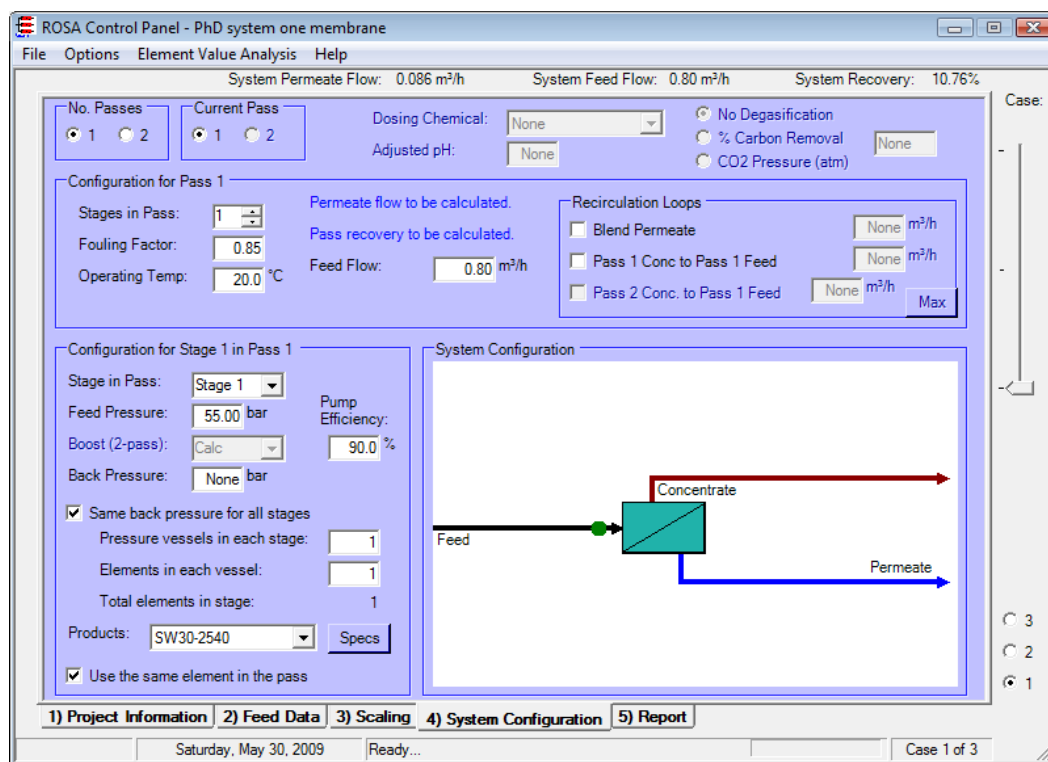 ROSA Control Panel - PhD system one membrane
File Options Element Value Analysis Help
System Permeate Flow: 0.086 m³/h System Feed Flow: 0.80 m³/h System Recovery: 10.76%
Case:
No. Passes
1 2
Current Pass
1 2
Dosing Chemical: None
Adjusted pH: None
No Degasification
% Carbon Removal None
CO2 Pressure (atm)
Configuration for Pass 1
Stages in Pass: 1
Fouling Factor: 0.85
Operating Temp: 20.0 °C
Permeate flow to be calculated.
Pass recovery to be calculated.
Feed Flow: 0.80 m³/h
Recirculation Loops
Blend Permeate None m³/h
Pass 1 Conc to Pass 1 Feed None m³/h
Pass 2 Conc. to Pass 1 Feed None m³/h
Max
Configuration for Stage 1 in Pass 1
Stage in Pass: Stage 1
Feed Pressure: 55.00 bar
Boost (2-pass): Calc
Back Pressure: None bar
Pump
Efficiency:
90.0 %
Same back pressure for all stages
Pressure vessels in each stage: 1
Elements in each vessel: 1
Total elements in stage: 1
Products: SW30-2540 Specs
Use the same element in the pass
System Configuration
Concentrate
Feed
Permeate
3
2
1
1) Project Information 2) Feed Data 3) Scaling 4) System Configuration 5) Report
Saturday, May 30, 2009 Ready... Case 1 of 3